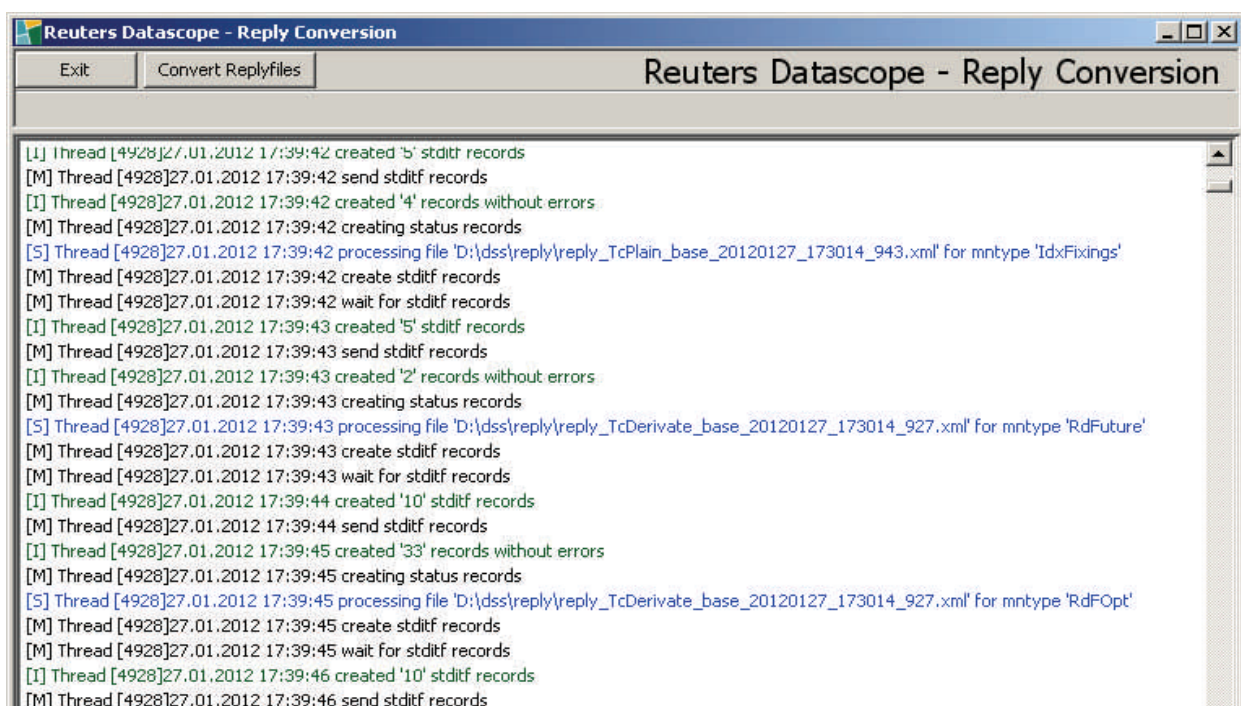 Reuters Datascope - Reply Conversion
Exit Convert Replyfiles Reuters Datascope - Reply Conversion
[I] Thread [4928]27.01.2012 17:39:42 created '5' stditf records
[M] Thread [4928]27.01.2012 17:39:42 send stditf records
[I] Thread [4928]27.01.2012 17:39:42 created '4' records without errors
[M] Thread [4928]27.01.2012 17:39:42 creating status records
[S] Thread [4928]27.01.2012 17:39:42 processing file 'D:\dss\reply\reply_TcPlain_base_20120127_173014_943.xml' for mntype 'IdxFixings'
[M] Thread [4928]27.01.2012 17:39:42 create stditf records
[M] Thread [4928]27.01.2012 17:39:42 wait for stditf records
[I] Thread [4928]27.01.2012 17:39:43 created '5' stditf records
[M] Thread [4928]27.01.2012 17:39:43 send stditf records
[I] Thread [4928]27.01.2012 17:39:43 created '2' records without errors
[M] Thread [4928]27.01.2012 17:39:43 creating status records
[S] Thread [4928]27.01.2012 17:39:43 processing file 'D:\dss\reply\reply_TcDerivate_base_20120127_173014_927.xml' for mntype 'RdFuture'
[M] Thread [4928]27.01.2012 17:39:43 create stditf records
[M] Thread [4928]27.01.2012 17:39:43 wait for stditf records
[I] Thread [4928]27.01.2012 17:39:44 created '10' stditf records
[M] Thread [4928]27.01.2012 17:39:44 send stditf records
[I] Thread [4928]27.01.2012 17:39:45 created '33' records without errors
[M] Thread [4928]27.01.2012 17:39:45 creating status records
[S] Thread [4928]27.01.2012 17:39:45 processing file 'D:\dss\reply\reply_TcDerivate_base_20120127_173014_927.xml' for mntype 'RdFOpt'
[M] Thread [4928]27.01.2012 17:39:45 create stditf records
[M] Thread [4928]27.01.2012 17:39:45 wait for stditf records
[I] Thread [4928]27.01.2012 17:39:46 created '10' stditf records
[M] Thread [4928]27.01.2012 17:39:46 send stditf records